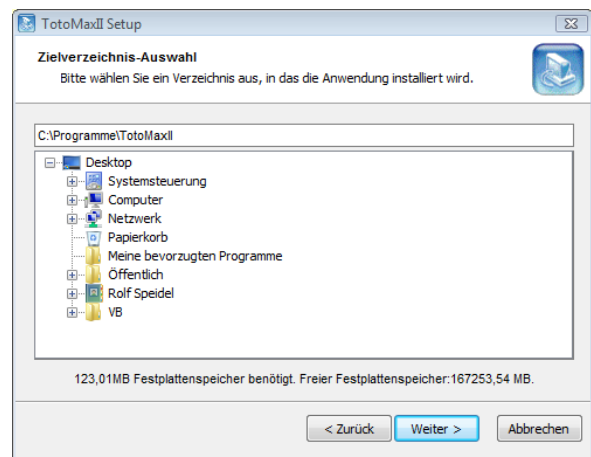 TotoMaxII Setup
Zielverzeichnis-Auswahl
Bitte wählen Sie ein Verzeichnis aus, in das die Anwendung installiert wird.
C:\Programme\TotoMaxII
Desktop
Systemsteuerung
Computer
Netzwerk
Papierkorb
Meine bevorzugten Programme
Öffentlich
Rolf Speidel
VB
123,01MB Festplattenspeicher benötigt. Freier Festplattenspeicher:167253,54 MB.
< Zurück Weiter > Abbrechen